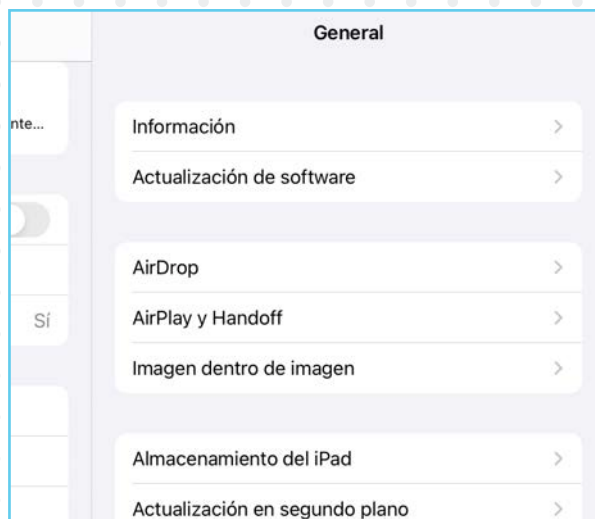 General
nte...
Información
Actualización de software
AirDrop
AirPlay y Handoff
Sí
Imagen dentro de imagen
Almacenamiento del iPad
Actualización en segundo plano